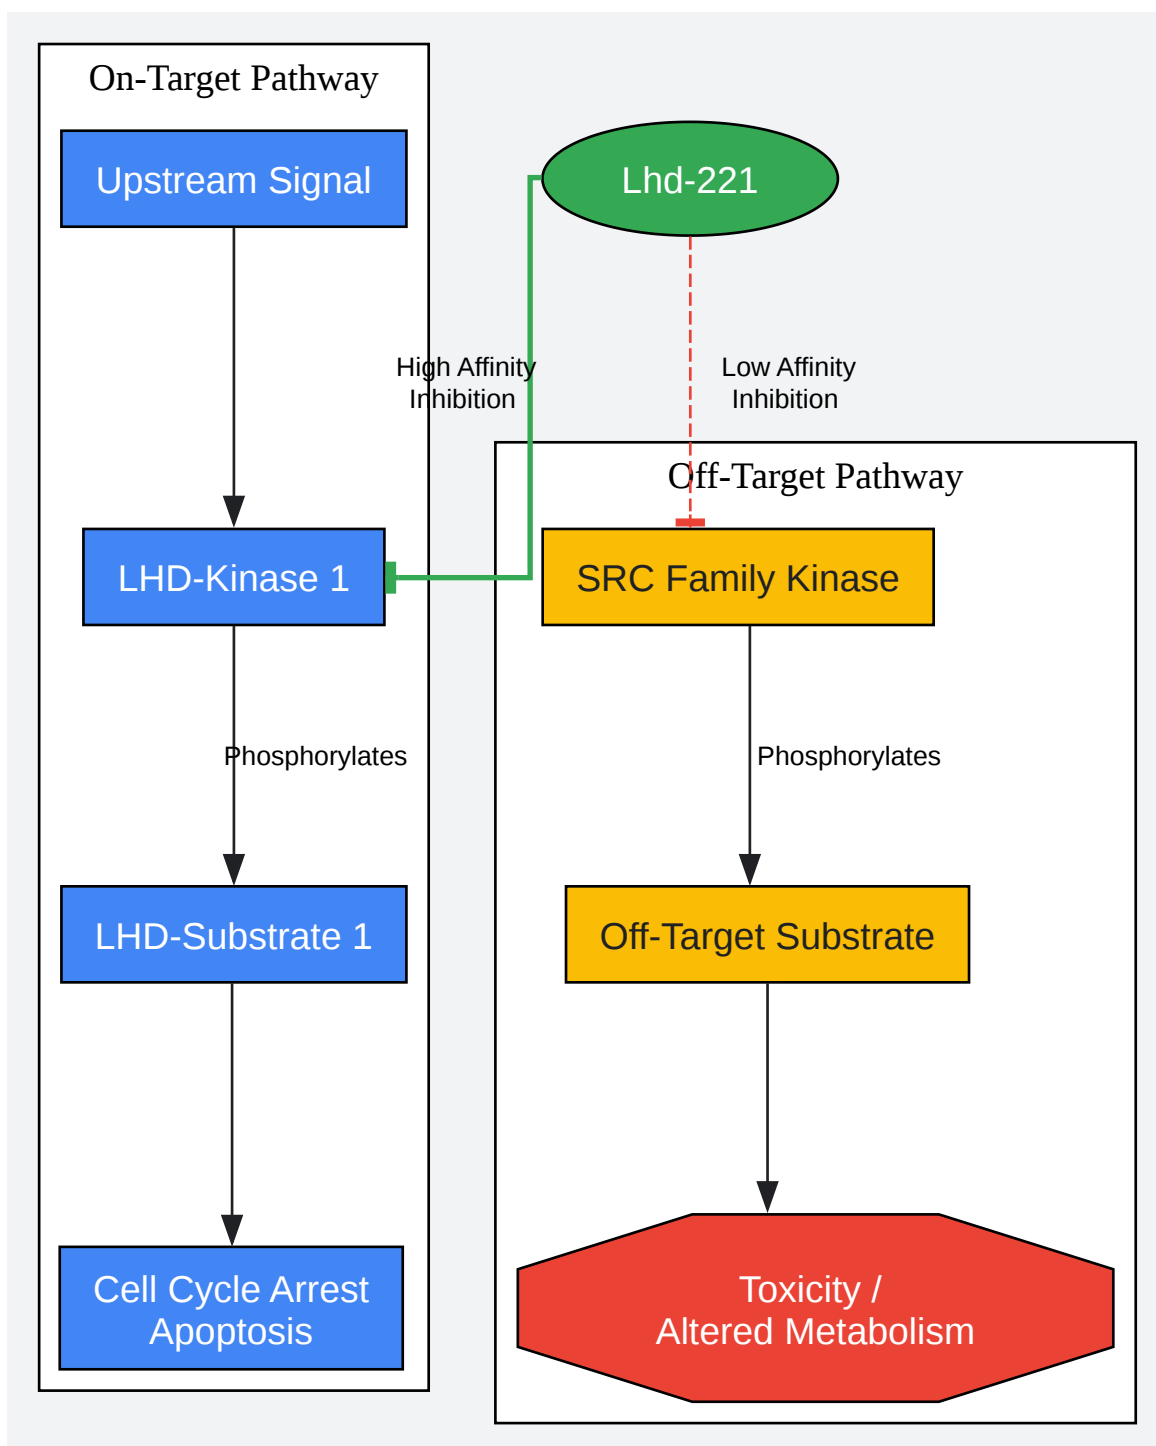 On-Target Pathway
Upstream Signal
Lhd-221
High Affinity
Inhibition
Low Affinity
Inhibition
Off-Target Pathway
LHD-Kinase 1
SRC Family Kinase
Phosphorylates
Phosphorylates
LHD-Substrate 1
Off-Target Substrate
Cell Cycle Arrest
Apoptosis
Toxicity /
Altered Metabolism